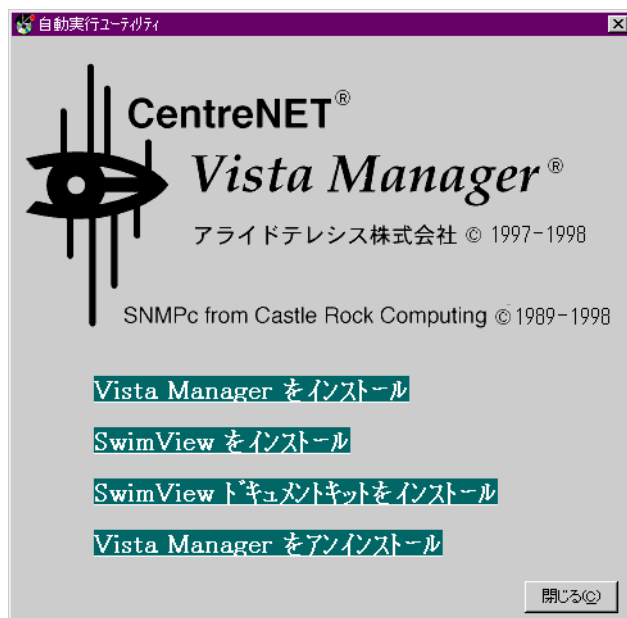 自動実行ﾕｰﾃｨﾘﾃｨ
CentreNET®
Vista Manager®
アライドテレシス株式会社 © 1997-1998
SNMPc from Castle Rock Computing ©1989-1998
Vista Manager をｲﾝｽﾄｰﾙ
SwimView をｲﾝｽﾄｰﾙ
SwimView ﾄﾞｷｭﾒﾝﾄｷｯﾄをｲﾝｽﾄｰﾙ
Vista Manager をｱﾝｲﾝｽﾄｰﾙ
閉じる(C)